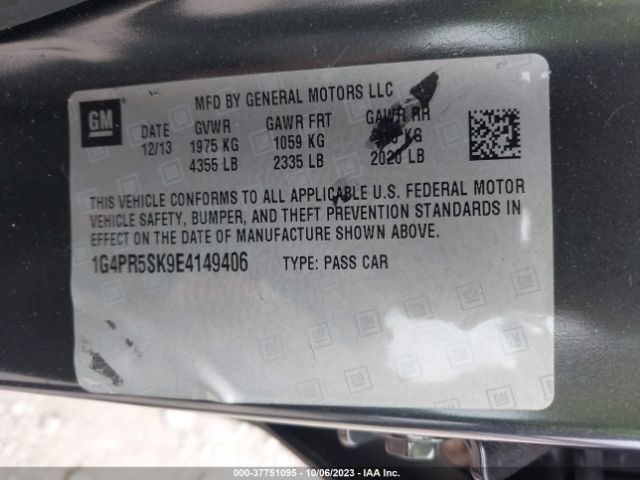 GM
MFD BY GENERAL MOTORS LLC
DATE GVWR GAWR FRT GAWR RR
12/13 1975 KG 1059 KG KG
4355 LB 2335 LB 2020 LB
THIS VEHICLE CONFORMS TO ALL APPLICABLE U.S. FEDERAL MOTOR
VEHICLE SAFETY, BUMPER, AND THEFT PREVENTION STANDARDS IN
EFFECT ON THE DATE OF MANUFACTURE SHOWN ABOVE.
1G4PR5SK9E4149406 TYPE: PASS CAR
000-37751095 10/06/2023 IAA Inc.